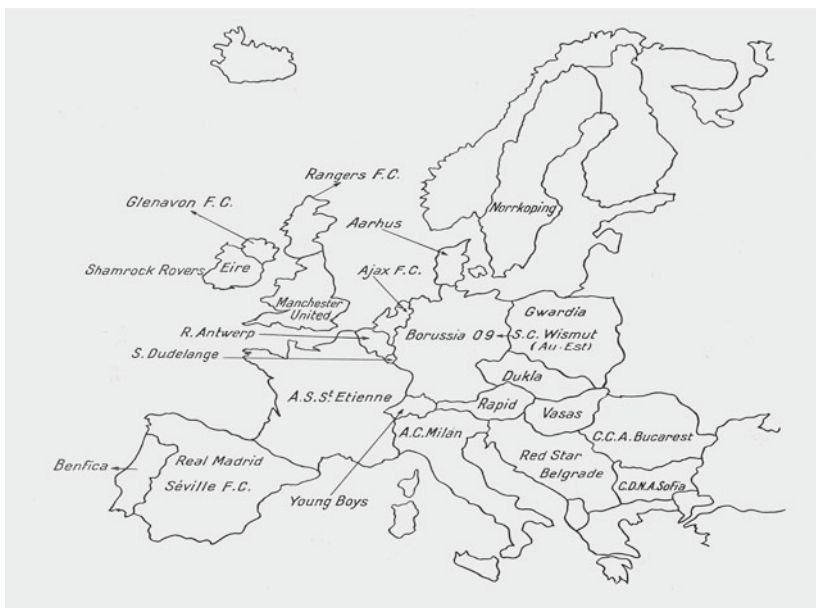 Rangers F.C.
Glenavon F.C.
Norrkoping
Aarhus
Shamrock Rovers
Eire
Ajax F.C.
Manchester
United
Gwardia
R. Antwerp
Borussia 09
S.C. Wismut
(Au-Est)
S. Dudelange
Dukla
A.S.St Etienne
Rapid
Vasas
A.C. Milan
C.C.A. Bucarest
Benfica
Real Madrid
Séville F.C.
Red Star
Belgrade
C.D.N.A. Sofia
Young Boys